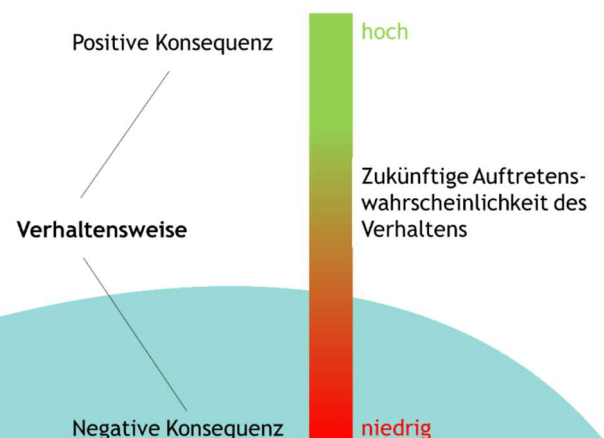 Positive Konsequenz
hoch
Zukünftige Auftretens-
wahrscheinlichkeit des
Verhaltens
Verhaltensweise
Negative Konsequenz
niedrig